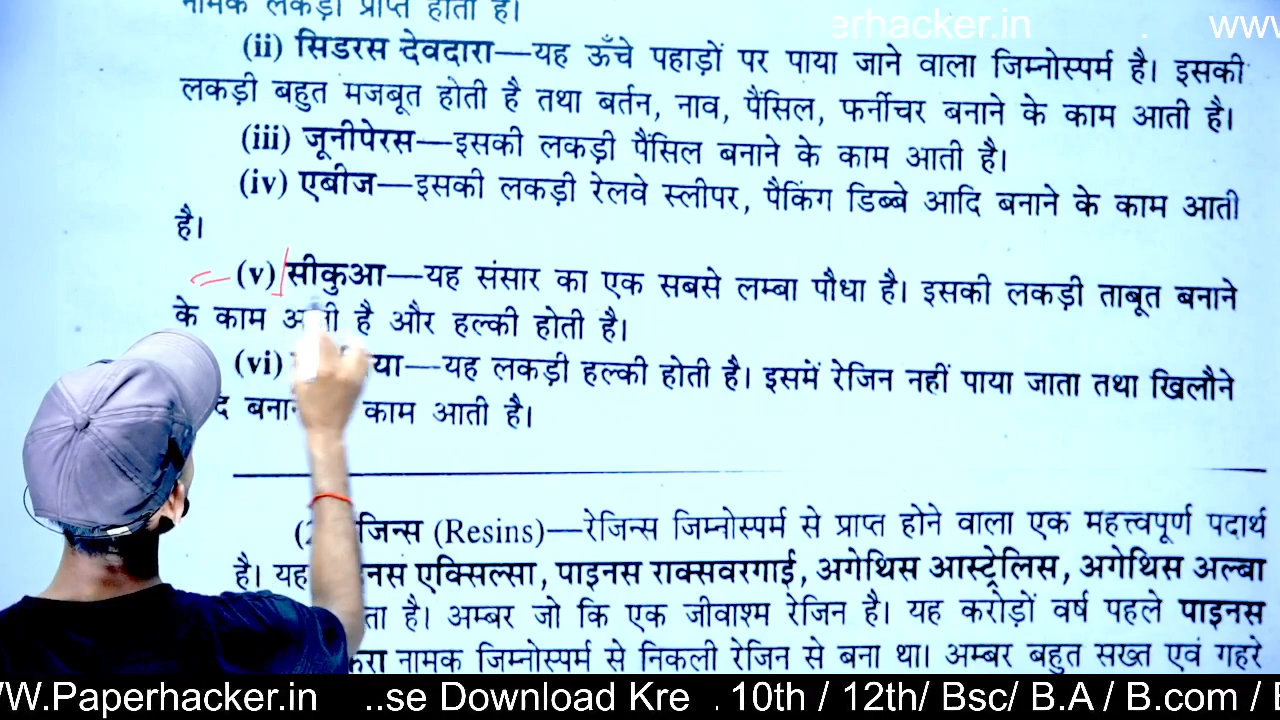 नामक लकड़ी प्राप्त होती है।
erhacker.in www
(ii) सिडरस देवदारा—यह ऊँचे पहाड़ों पर पाया जाने वाला जिम्नोस्पर्म है। इसकी
लकड़ी बहुत मजबूत होती है तथा बर्तन, नाव, पैंसिल, फर्नीचर बनाने के काम आती है।
(iii) जूनीपेरस—इसकी लकड़ी पैंसिल बनाने के काम आती है।
(iv) एबीज—इसकी लकड़ी रेलवे स्लीपर, पैकिंग डिब्बे आदि बनाने के काम आती
है।
(v) सीकुआ—यह संसार का एक सबसे लम्बा पौधा है। इसकी लकड़ी ताबूत बनाने
के काम आती है और हल्की होती है।
(vi) या—यह लकड़ी हल्की होती है। इसमें रेजिन नहीं पाया जाता तथा खिलौने
द बनाने काम आती है।
(2 जिन्स (Resins)—रेजिन्स जिम्नोस्पर्म से प्राप्त होने वाला एक महत्त्वपूर्ण पदार्थ
है। यह नस एक्सिल्सा, पाइनस राक्सवरगाई, अगेथिस आस्ट्रेलिस, अगेथिस अल्बा
ता है। अम्बर जो कि एक जीवाश्म रेजिन है। यह करोड़ों वर्ष पहले पाइनस
करा नामक जिम्नोस्पर्म से निकली रेजिन से बना था। अम्बर बहुत सख्त एवं गहरे
WW.Paperhacker.in ..se Download Kre . 10th / 12th/ Bsc/ B.A / B.com /